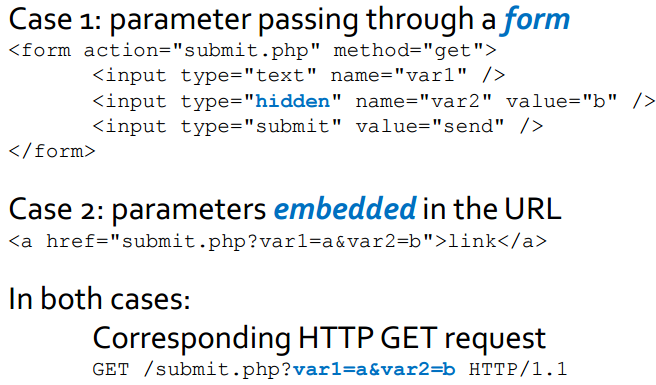 Case 1: parameter passing through a form
<form action="submit.php" method="get">
<input type="text" name="var1" />
<input type="hidden" name="var2" value="b" />
<input type="submit" value="send" />
</form>
Case 2: parameters embedded in the URL
<a href="submit.php?var1=a&var2=b">link</a>
In both cases:
Corresponding HTTP GET request
GET /submit.php?var1=a&var2=b HTTP/1.1